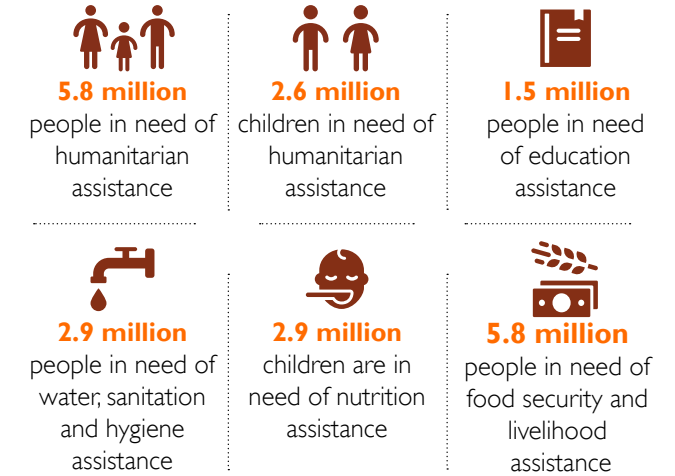 5.8 million
people in need of
humanitarian
assistance
2.6 million
children in need of
humanitarian
assistance
1.5 million
people in need
of education
assistance
2.9 million
people in need of
water, sanitation
and hygiene
assistance
2.9 million
children are in
need of nutrition
assistance
5.8 million
people in need of
food security and
livelihood
assistance